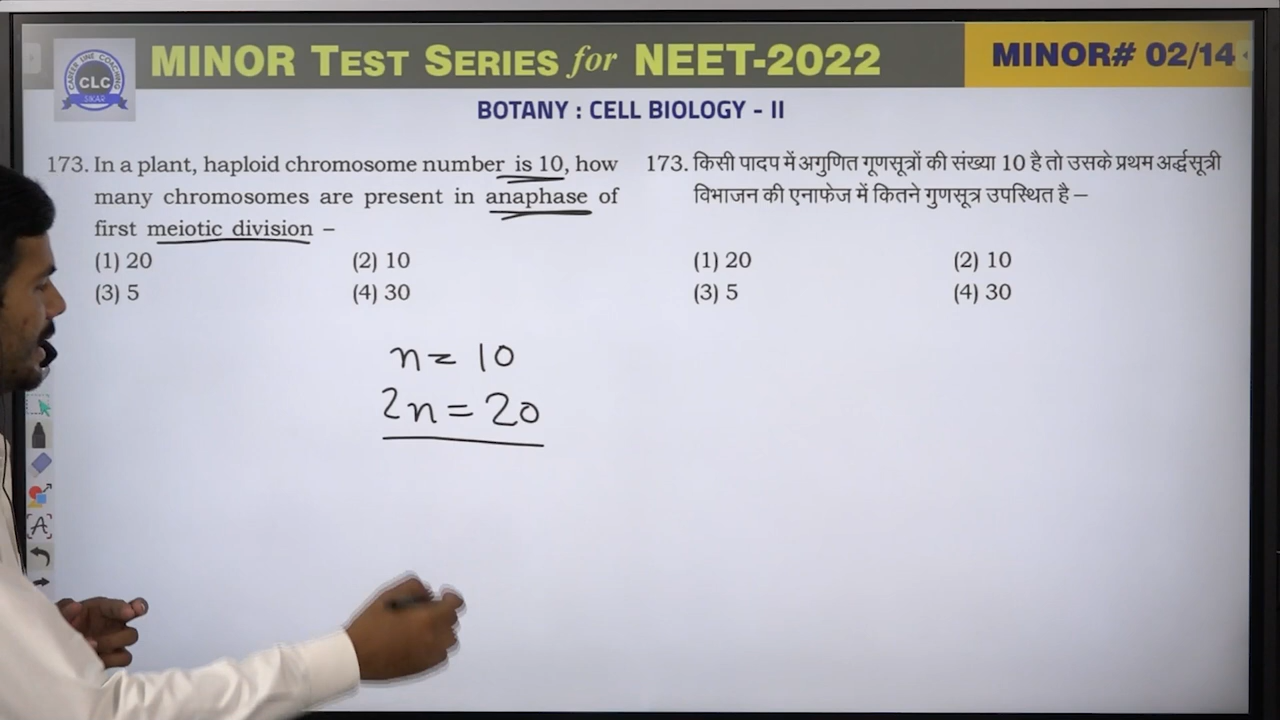 CAREER LINE COACHING
CLC
SIKAR
MINOR TEST SERIES for NEET-2022
MINOR# 02/14
BOTANY : CELL BIOLOGY - II
173. In a plant, haploid chromosome number is 10, how
many chromosomes are present in anaphase of
first meiotic division –
(1) 20 (2) 10
(3) 5 (4) 30
173. किसी पादप में अगुणित गूणसूत्रों की संख्या 10 है तो उसके प्रथम अर्द्धसूत्री
विभाजन की एनाफेज में कितने गुणसूत्र उपस्थित है –
(1) 20 (2) 10
(3) 5 (4) 30
n = 10
2n = 20
A